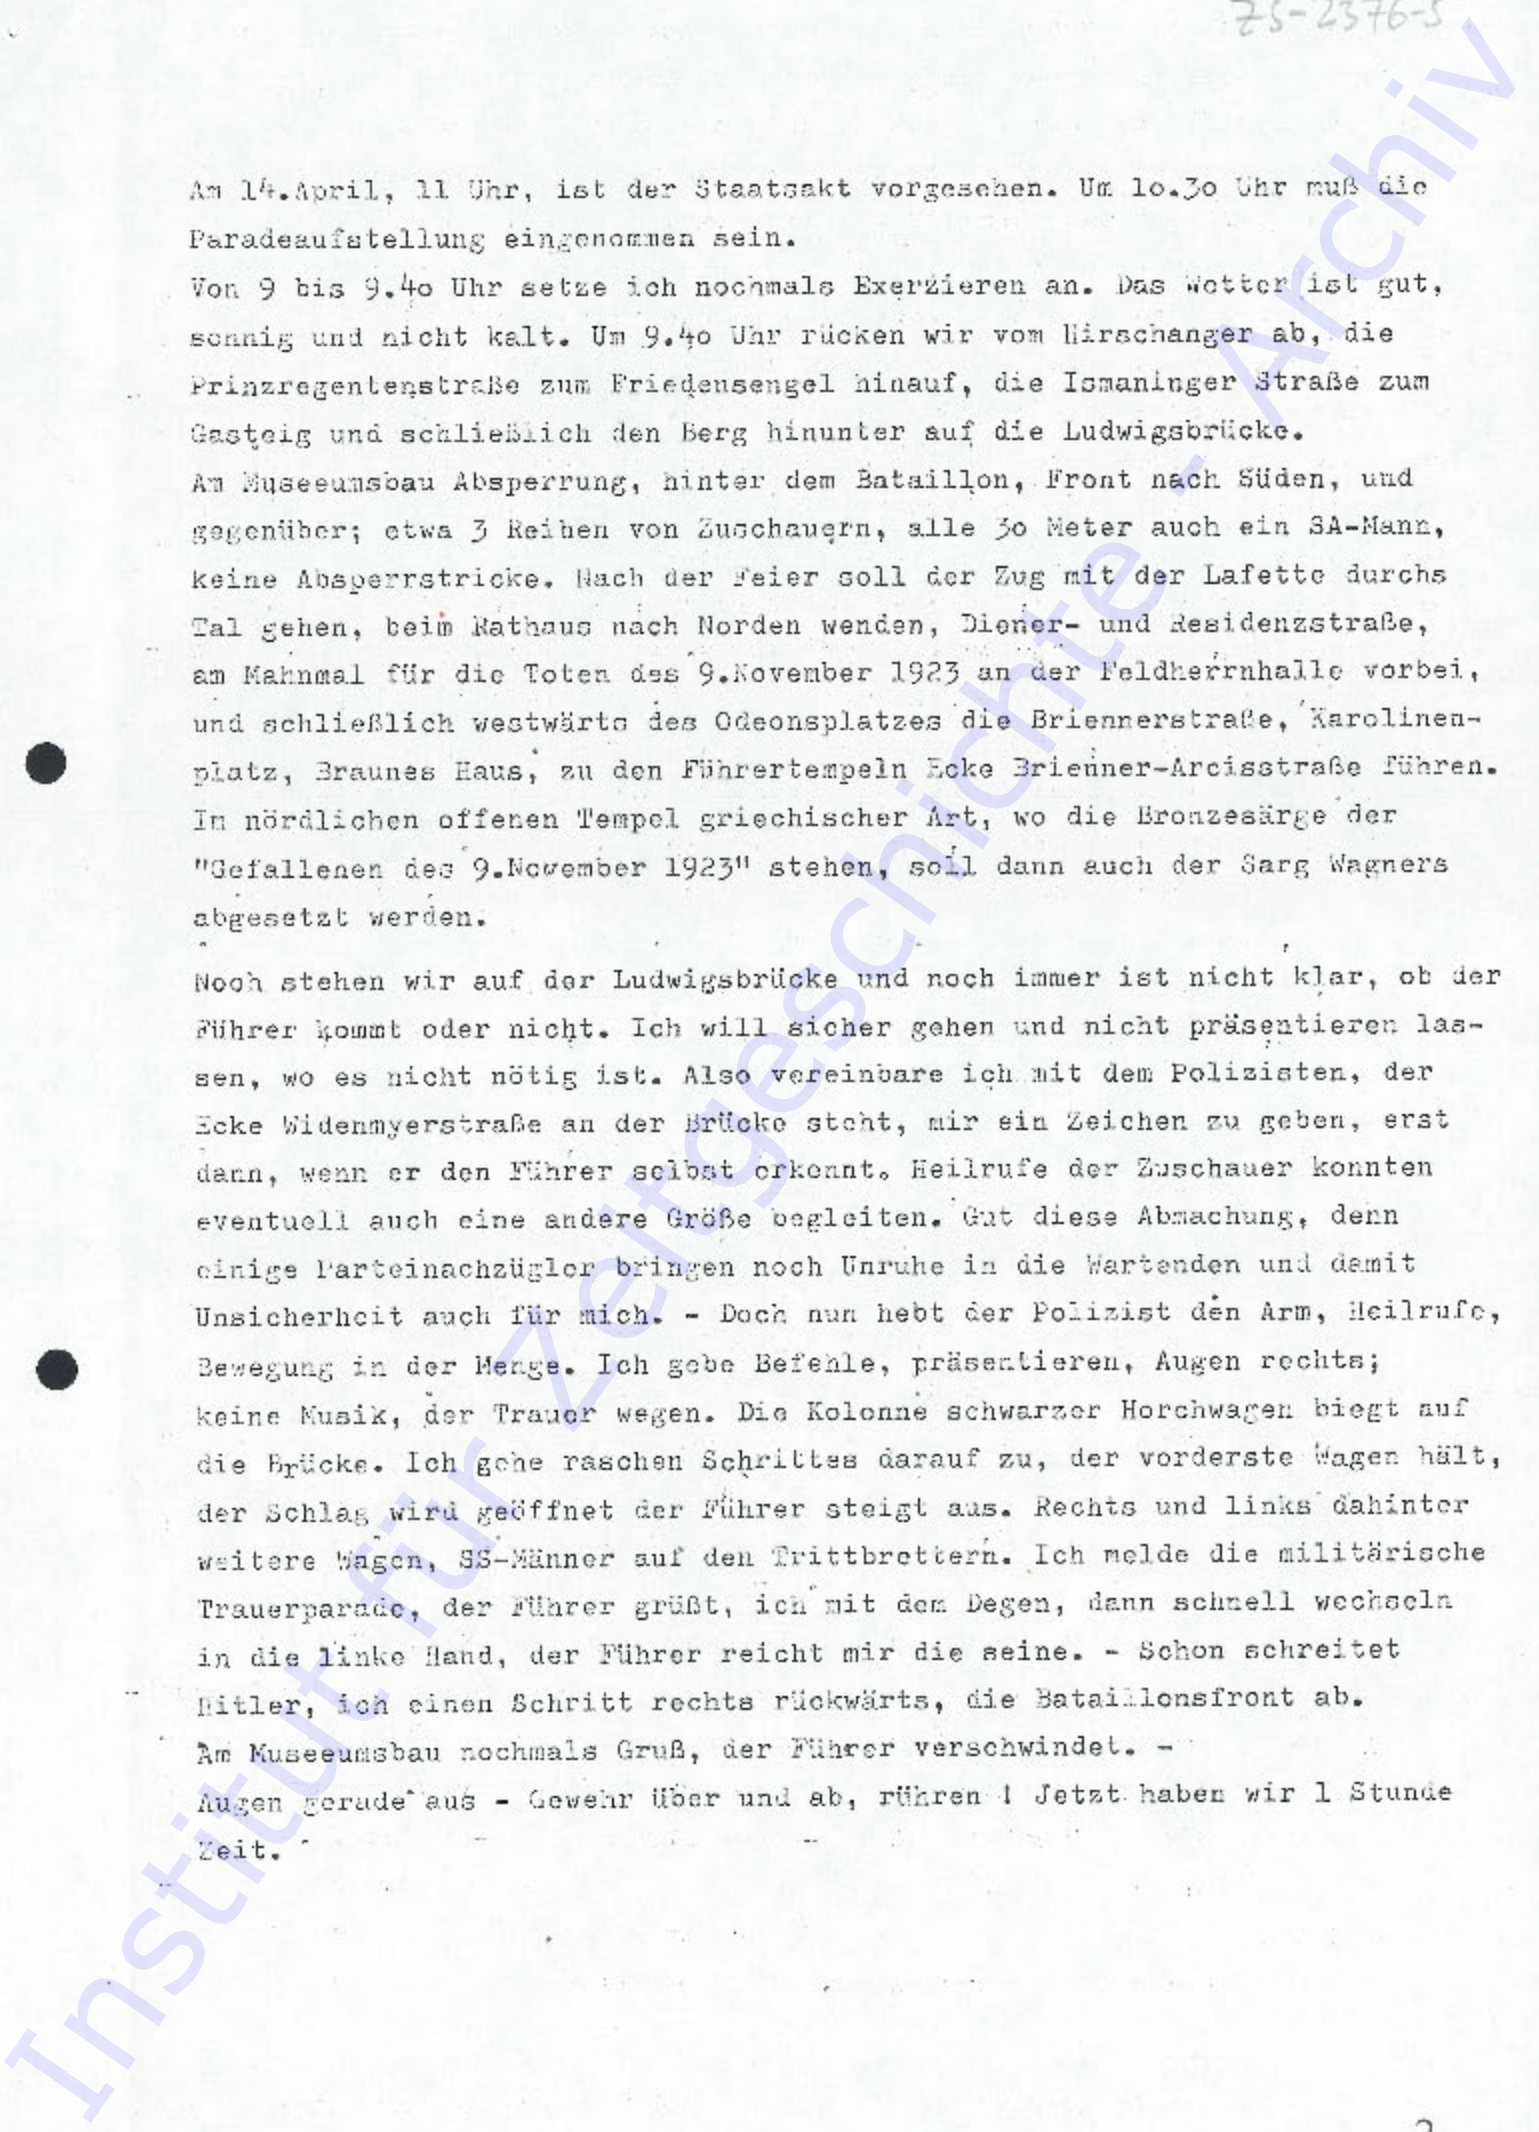 ZS-2376-5
Am 14.April, 11 Uhr, ist der Staatsakt vorgesehen. Um 10.30 Uhr muß die
Paradeaufstellung eingenommen sein.
Von 9 bis 9.40 Uhr setze ich nochmals Exerzieren an. Das Wetter ist gut,
sonnig und nicht kalt. Um 9.40 Uhr rücken wir vom Hirschanger ab, die
Prinzregentenstraße zum Friedensengel hinauf, die Ismaninger Straße zum
Gasteig und schließlich den Berg hinunter auf die Ludwigsbrücke.
Am Museeumsbau Absperrung, hinter dem Bataillon, Front nach Süden, und
gegenüber; etwa 3 Reihen von Zuschauern, alle 30 Meter auch ein SA-Mann,
keine Absperrstricke. Nach der Feier soll der Zug mit der Lafette durchs
Tal gehen, beim Rathaus nach Norden wenden, Diener- und Residenzstraße,
am Mahnmal für die Toten des 9.November 1923 an der Feldherrnhalle vorbei,
und schließlich westwärts des Odeonsplatzes die Briennerstraße, Karolinen-
platz, Braunes Haus, zu den Führertempeln Ecke Brienner-Arcisstraße führen.
Im nördlichen offenen Tempel griechischer Art, wo die Bronzesärge der
"Gefallenen des 9.November 1923" stehen, soll dann auch der Sarg Wagners
abgesetzt werden.
Noch stehen wir auf der Ludwigsbrücke und noch immer ist nicht klar, ob der
Führer kommt oder nicht. Ich will sicher gehen und nicht präsentieren las-
sen, wo es nicht nötig ist. Also vereinbare ich mit dem Polizisten, der
Ecke Widenmyerstraße an der Brücke steht, mir ein Zeichen zu geben, erst
dann, wenn er den Führer selbst erkennt. Heilrufe der Zuschauer konnten
eventuell auch eine andere Größe begleiten. Gut diese Abmachung, denn
einige Parteinachzügler bringen noch Unruhe in die Wartenden und damit
Unsicherheit auch für mich. - Doch nun hebt der Polizist den Arm, Heilrufe,
Bewegung in der Menge. Ich gebe Befehle, präsentieren, Augen rechts;
keine Musik, der Trauer wegen. Die Kolonne schwarzer Horchwagen biegt auf
die Brücke. Ich gehe raschen Schrittes darauf zu, der vorderste Wagen hält,
der Schlag wird geöffnet der Führer steigt aus. Rechts und links dahinter
weitere Wagen, SS-Männer auf den Trittbrettern. Ich melde die militärische
Trauerparade, der Führer grüßt, ich mit dem Degen, dann schnell wechseln
in die linke Hand, der Führer reicht mir die seine. - Schon schreitet
Hitler, ich einen Schritt rechts rückwärts, die Bataillonsfront ab.
Am Museeumsbau nochmals Gruß, der Führer verschwindet. -
Augen gerade aus - Gewehr über und ab, rühren ! Jetzt haben wir 1 Stunde
Zeit.
Institut für Zeitgeschichte - Archiv